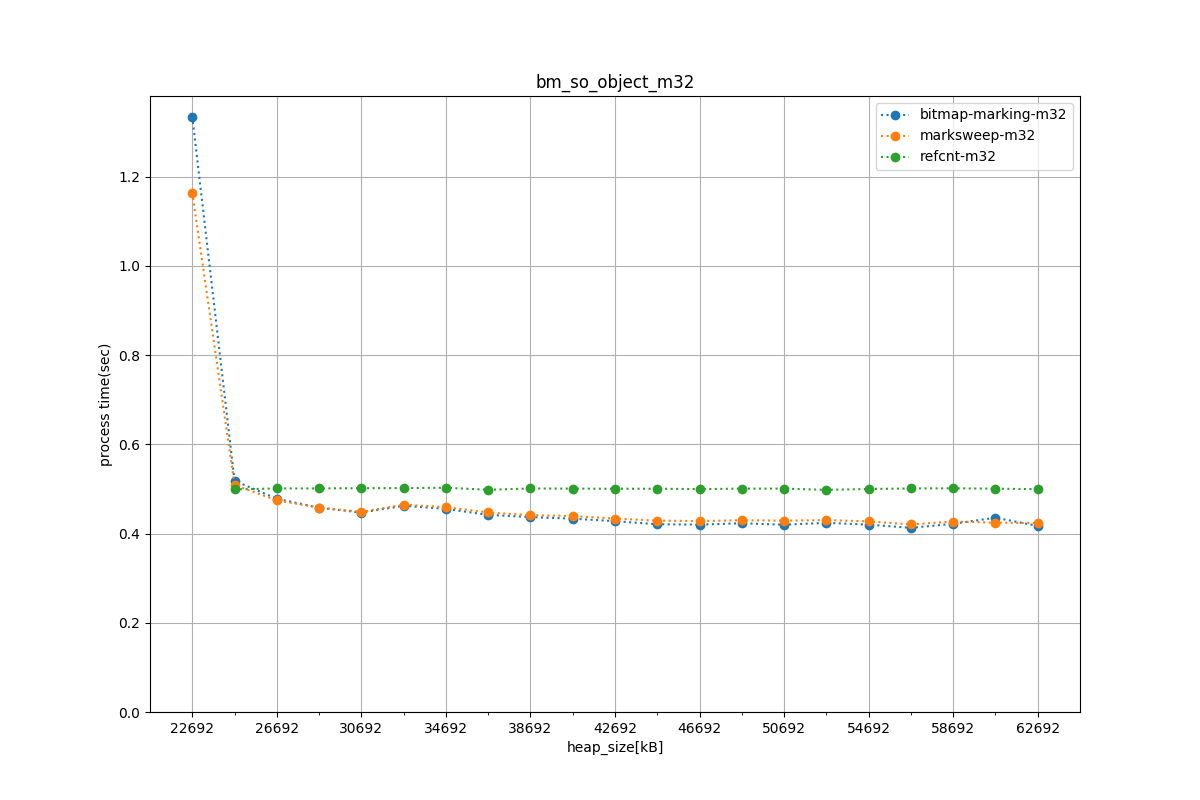 bm_so_object_m32
bitmap-marking-m32
marksweep-m32
refcnt-m32
process time(sec)
1.2
1.0
0.8
0.6
0.4
0.2
0.0
22692 26692 30692 34692 38692 42692 46692 50692 54692 58692 62692
heap_size[kB]